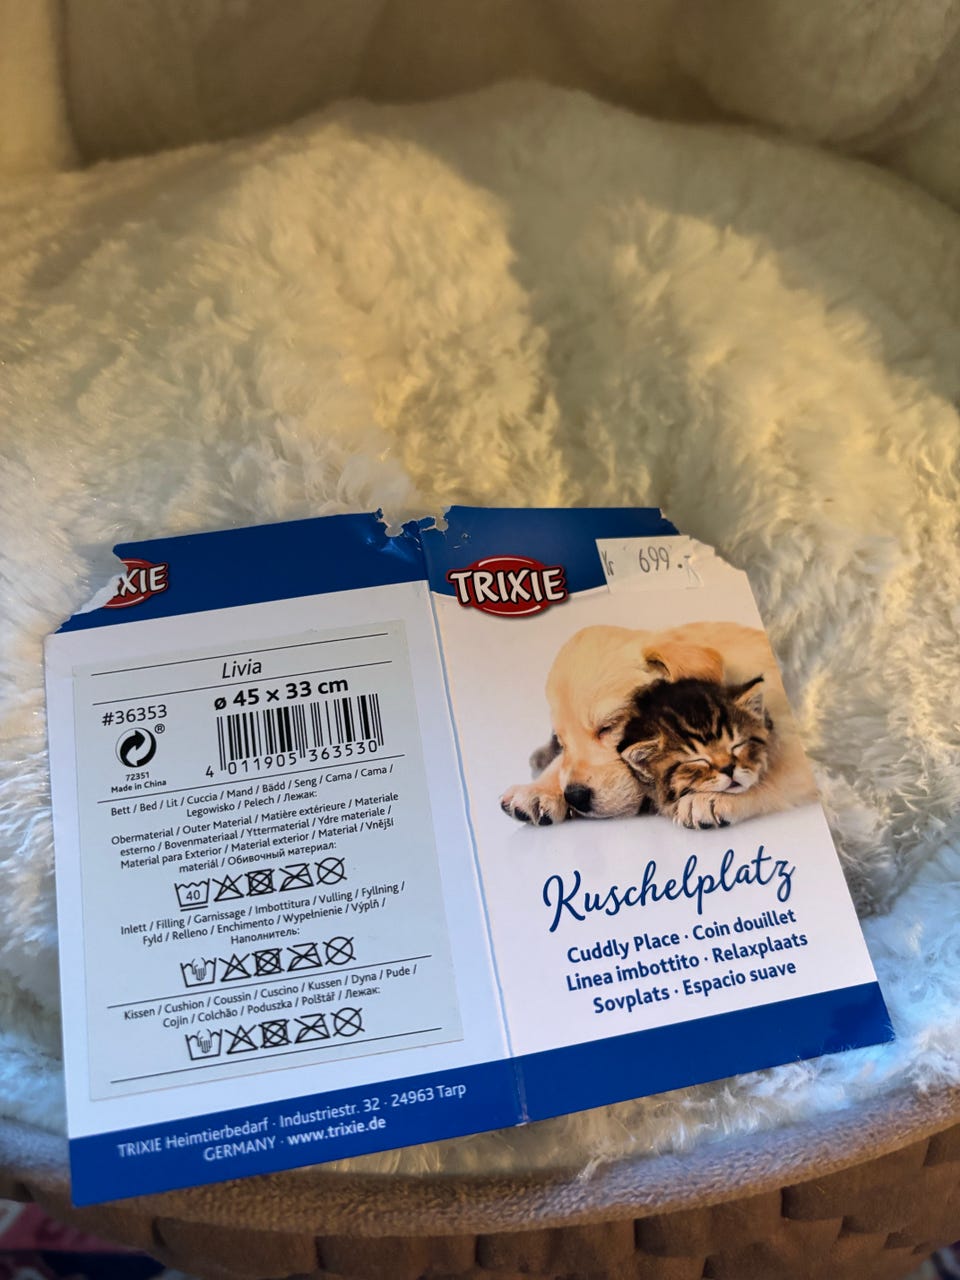 XIE
Livia
ø 45 x 33 cm
#36353
®
72351
Made in China
4 011905 363530
Bett / Bed / Lit / Cuccia / Mand / Bädd / Seng / Cama / Cama /
Legowisko / Pelech / Лежак:
Obermaterial / Outer Material / Matière extérieure / Materiale
esterno / Bovenmateriaal / Yttermaterial / Ydre materiale /
Material para Exterior / Material exterior / Materiał / Vnější
materiál / Обивочный материал:
40
Inlett / Filling / Garnissage / Imbottitura / Vulling / Fyllning /
Fyld / Relleno / Enchimento / Wypełnienie / Výplň /
Наполнитель:
Kissen / Cushion / Coussin / Cuscino / Kussen / Dyna / Pude /
Cojín / Colchão / Poduszka / Polštář / Лежак:
TRIXIE Heimtierbedarf · Industriestr. 32 · 24963 Tarp
GERMANY · www.trixie.de
TRIXIE
Kr 699.-
Kuschelplatz
Cuddly Place · Coin douillet
Linea imbottito · Relaxplaats
Sovplats · Espacio suave